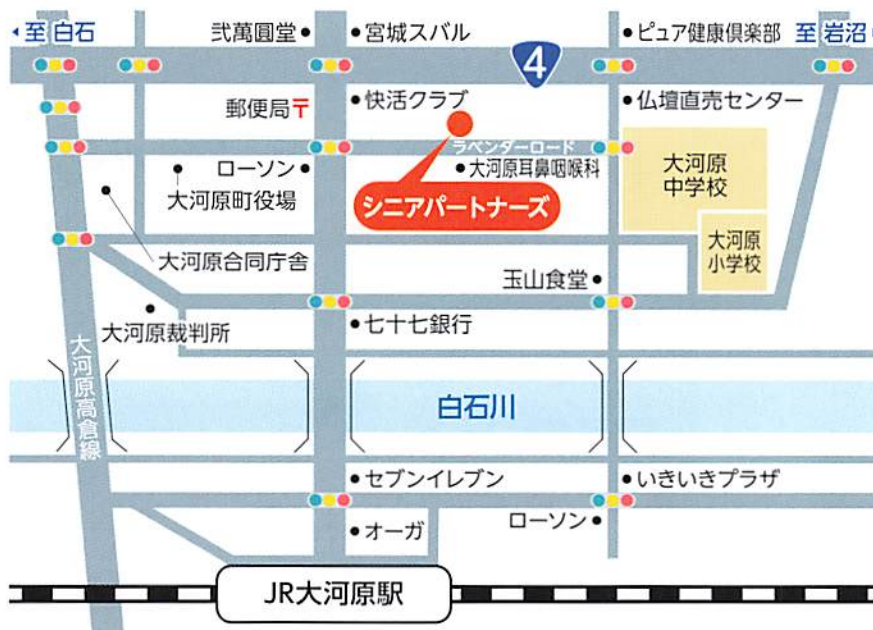 至 白石
弐萬圓堂
宮城スバル
4
ピュア健康倶楽部
至 岩沼
郵便局〒
快活クラブ
仏壇直売センター
ラベンダーロード
ローソン
大河原耳鼻咽喉科
大河原
中学校
大河原町役場
シニアパートナーズ
大河原合同庁舎
大河原
小学校
玉山食堂
大河原裁判所
七十七銀行
大河原高倉線
白石川
セブンイレブン
いきいきプラザ
オーガ
ローソン
JR大河原駅